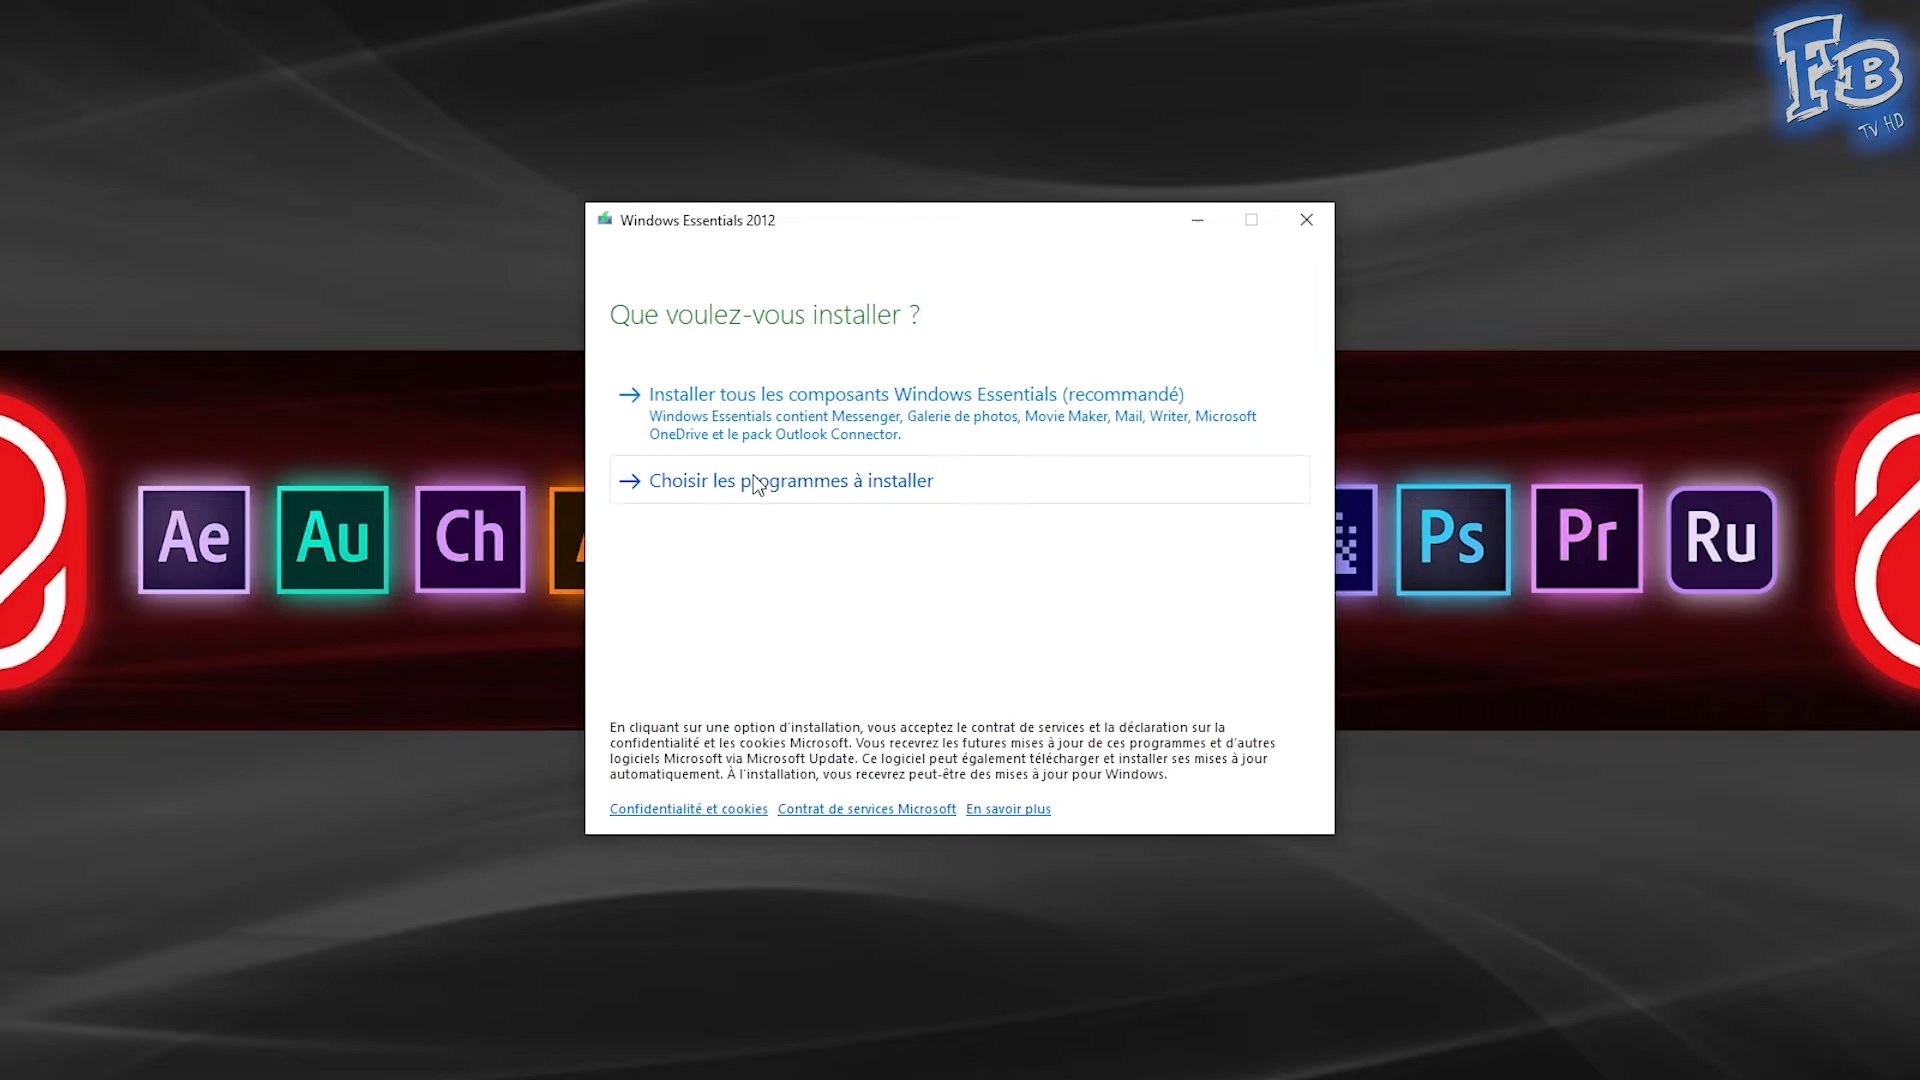 FB
TV HD
Windows Essentials 2012
Que voulez-vous installer ?
Installer tous les composants Windows Essentials (recommandé)
Windows Essentials contient Messenger, Galerie de photos, Movie Maker, Mail, Writer, Microsoft
OneDrive et le pack Outlook Connector.
Choisir les programmes à installer
Ae Au Ch Ps Pr Ru
En cliquant sur une option d'installation, vous acceptez le contrat de services et la déclaration sur la
confidentialité et les cookies Microsoft. Vous recevrez les futures mises à jour de ces programmes et d'autres
logiciels Microsoft via Microsoft Update. Ce logiciel peut également télécharger et installer ses mises à jour
automatiquement. À l'installation, vous recevrez peut-être des mises à jour pour Windows.
Confidentialité et cookies Contrat de services Microsoft En savoir plus